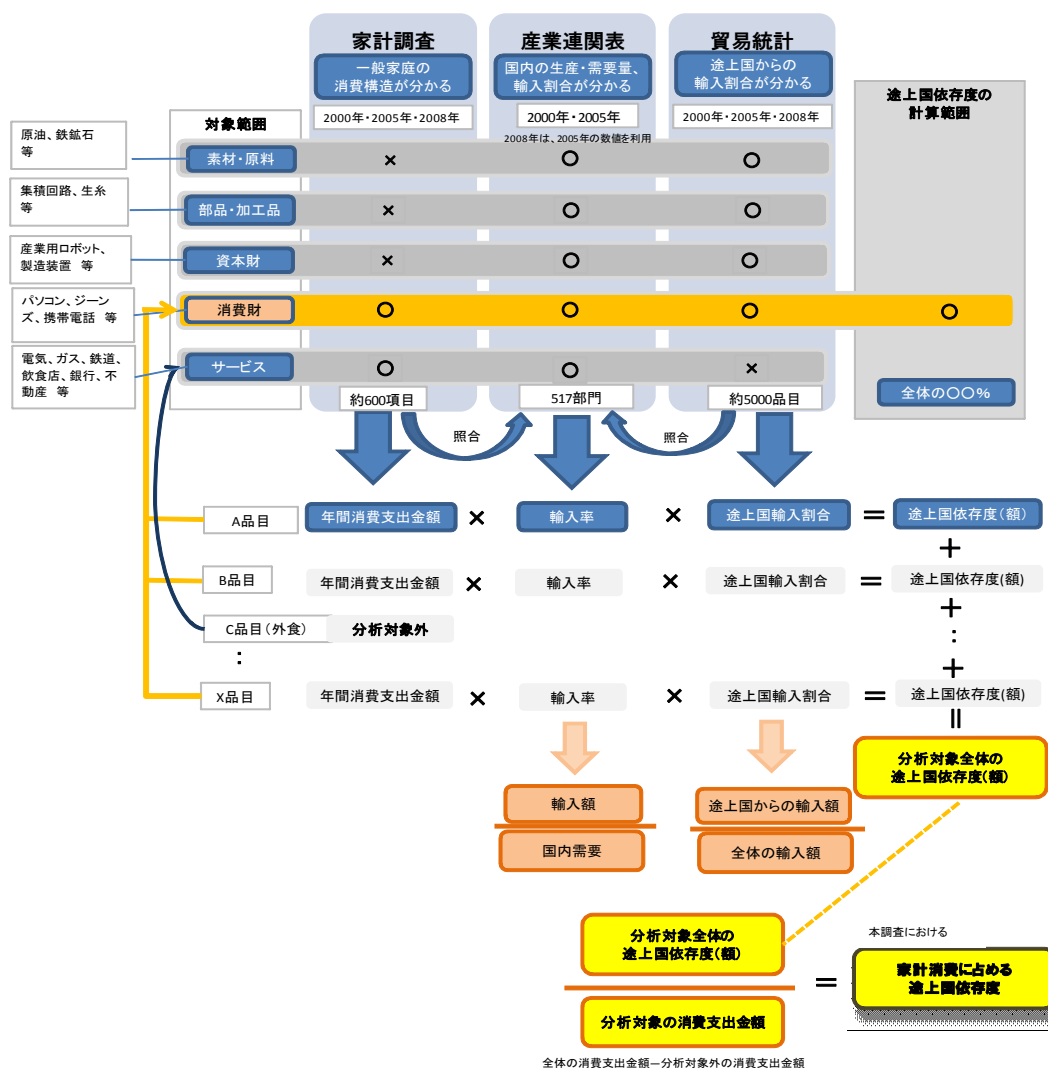 家計調査
産業連関表
貿易統計
一般家庭の
消費構造が分かる
国内の生産・需要量、
輸入割合が分かる
途上国からの
輸入割合が分かる
途上国依存度の
計算範囲
2000年・2005年・2008年
2000年・2005年
2000年・2005年・2008年
2008年は、2005年の数値を利用
対象範囲
原油、鉄鉱石
等
素材・原料
×
○
○
集積回路、生糸
等
部品・加工品
×
○
○
産業用ロボット、
製造装置 等
資本財
×
○
○
パソコン、ジーン
ズ、携帯電話 等
消費財
○
○
○
○
電気、ガス、鉄道、
飲食店、銀行、不
動産 等
サービス
○
○
×
全体の〇〇%
約600項目
517部門
約5000品目
照合
照合
A品目
年間消費支出金額 × 輸入率 × 途上国輸入割合 = 途上国依存度(額)
+
B品目
年間消費支出金額 × 輸入率 × 途上国輸入割合 = 途上国依存度(額)
+
C品目(外食)
分析対象外
:
:
+
X品目
年間消費支出金額 × 輸入率 × 途上国輸入割合 = 途上国依存度(額)
=
分析対象全体の
途上国依存度(額)
輸入額
国内需要
途上国からの輸入額
全体の輸入額
分析対象全体の
途上国依存度(額)
分析対象の消費支出金額
=
本調査における
家計消費に占める
途上国依存度
全体の消費支出金額―分析対象外の消費支出金額